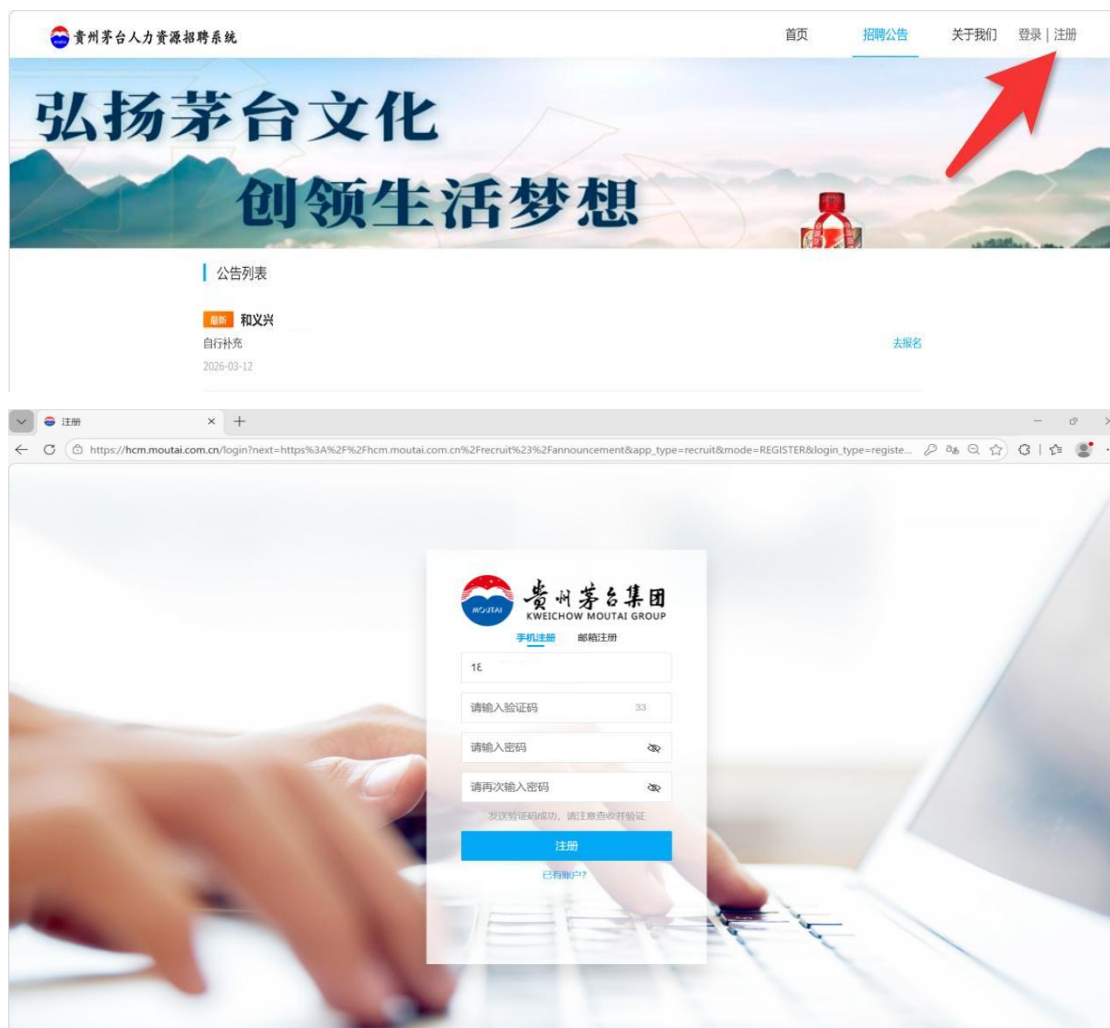 貴州茅台人力资源招聘系统
首页 招聘公告 关于我们 登录 | 注册
弘扬茅台文化
创领生活梦想
公告列表
最新 和义兴
自行补充 去报名
2026-03-12
注册
https://hcm.moutai.com.cn/login?next=https%3A%2F%2Fhcm.moutai.com.cn%2Frecruit%23%2Fannouncement&app_type=recruit&mode=REGISTER&login_type=registe...
MOUTAI 貴州茅台集团
KWEICHOW MOUTAI GROUP
手机注册 邮箱注册
请输入验证码 33
请输入密码
请再次输入密码
发送验证码成功，请注意查收并验证
注册
已有账户?